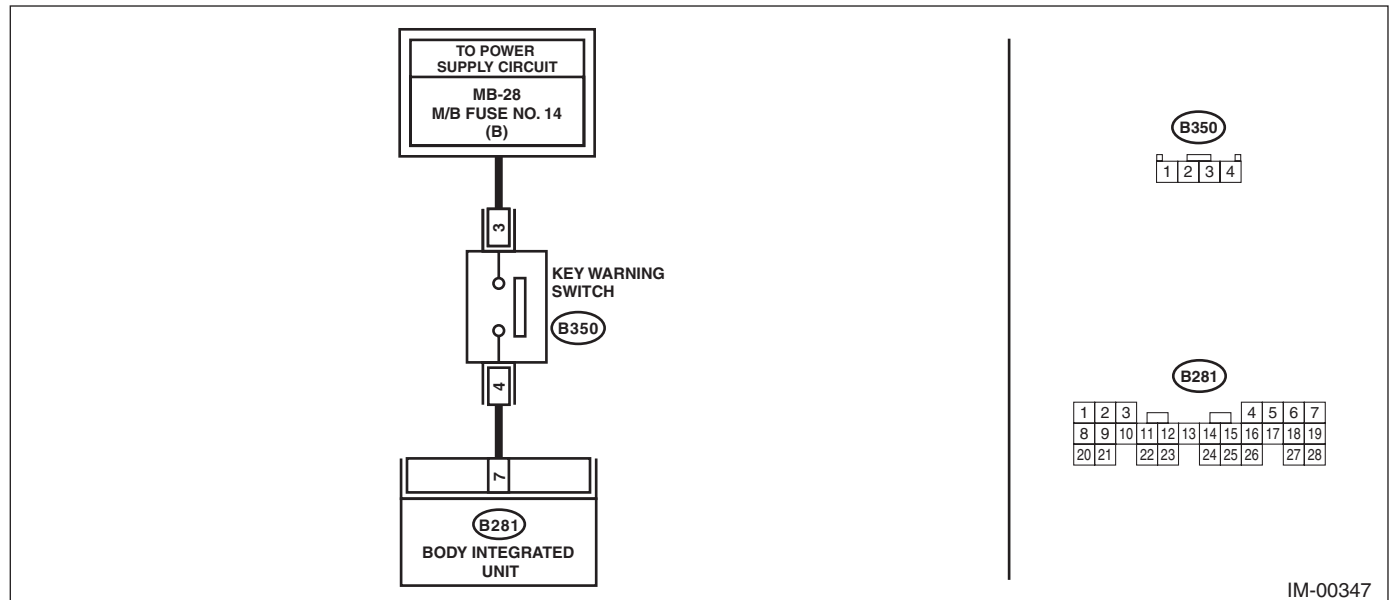 TO POWER
SUPPLY CIRCUIT
MB-28
M/B FUSE NO. 14
(B)
3
KEY WARNING
SWITCH
B350
4
7
B281
BODY INTEGRATED
UNIT
B350
1 2 3 4
B281
1 2 3 4 5 6 7
8 9 10 11 12 13 14 15 16 17 18 19
20 21 22 23 24 25 26 27 28
IM-00347